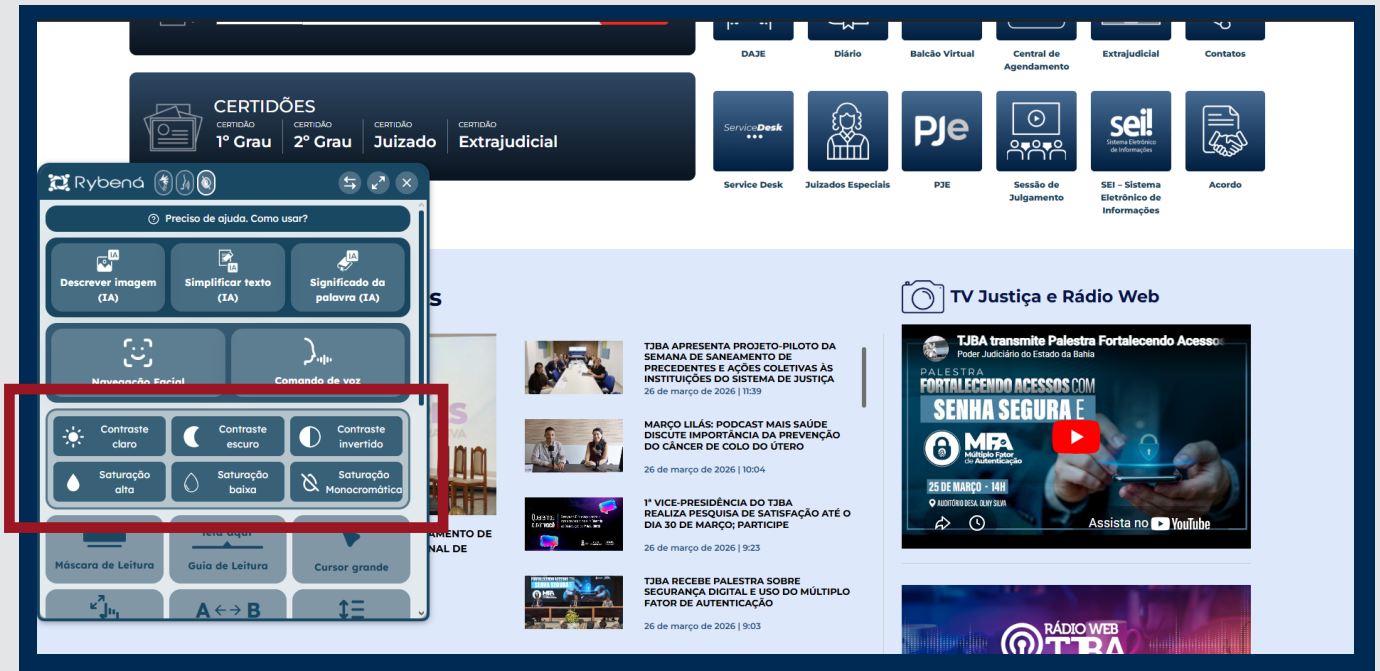 DAJE
Diário
Balcão Virtual
Central de
Agendamento
Extrajudicial
Contatos
CERTIDÕES
CERTIDÃO
1º Grau
CERTIDÃO
2º Grau
CERTIDÃO
Juizado
CERTIDÃO
Extrajudicial
ServiceDesk
PJe
sei!
Sistema Eletrônico
de Informações
Service Desk
Juizados Especiais
PJE
Sessão de
Julgamento
SEI – Sistema
Eletrônico de
Informações
Acordo
Rybená
Preciso de ajuda. Como usar?
IA
Descrever imagem
(IA)
IA
Simplificar texto
(IA)
IA
Significado da
palavra (IA)
Navegação Facial
Comando de voz
Contraste
claro
Contraste
escuro
Contraste
invertido
Saturação
alta
Saturação
baixa
Saturação
Monocromática
Máscara de Leitura
Guia de Leitura
Cursor grande
A B
AMENTO DE
NAL DE
TJBA APRESENTA PROJETO-PILOTO DA
SEMANA DE SANEAMENTO DE
PRECEDENTES E AÇÕES COLETIVAS ÀS
INSTITUIÇÕES DO SISTEMA DE JUSTIÇA
26 de março de 2026 | 11:39
MARÇO LILÁS: PODCAST MAIS SAÚDE
DISCUTE IMPORTÂNCIA DA PREVENÇÃO
DO CÂNCER DE COLO DO ÚTERO
26 de março de 2026 | 10:04
1ª VICE-PRESIDÊNCIA DO TJBA
REALIZA PESQUISA DE SATISFAÇÃO ATÉ O
DIA 30 DE MARÇO; PARTICIPE
26 de março de 2026 | 9:23
TJBA RECEBE PALESTRA SOBRE
SEGURANÇA DIGITAL E USO DO MÚLTIPLO
FATOR DE AUTENTICAÇÃO
26 de março de 2026 | 9:03
TV Justiça e Rádio Web
TJBA transmite Palestra Fortalecendo Acessos
Poder Judiciário do Estado da Bahia
PALESTRA
FORTALECENDO ACESSOS COM
SENHA SEGURA E
MFA
Múltiplo Fator
de Autenticação
25 DE MARÇO - 14H
AUDITÓRIO DESA. OLNY SILVA
Assista no YouTube
RÁDIO WEB
TJBA